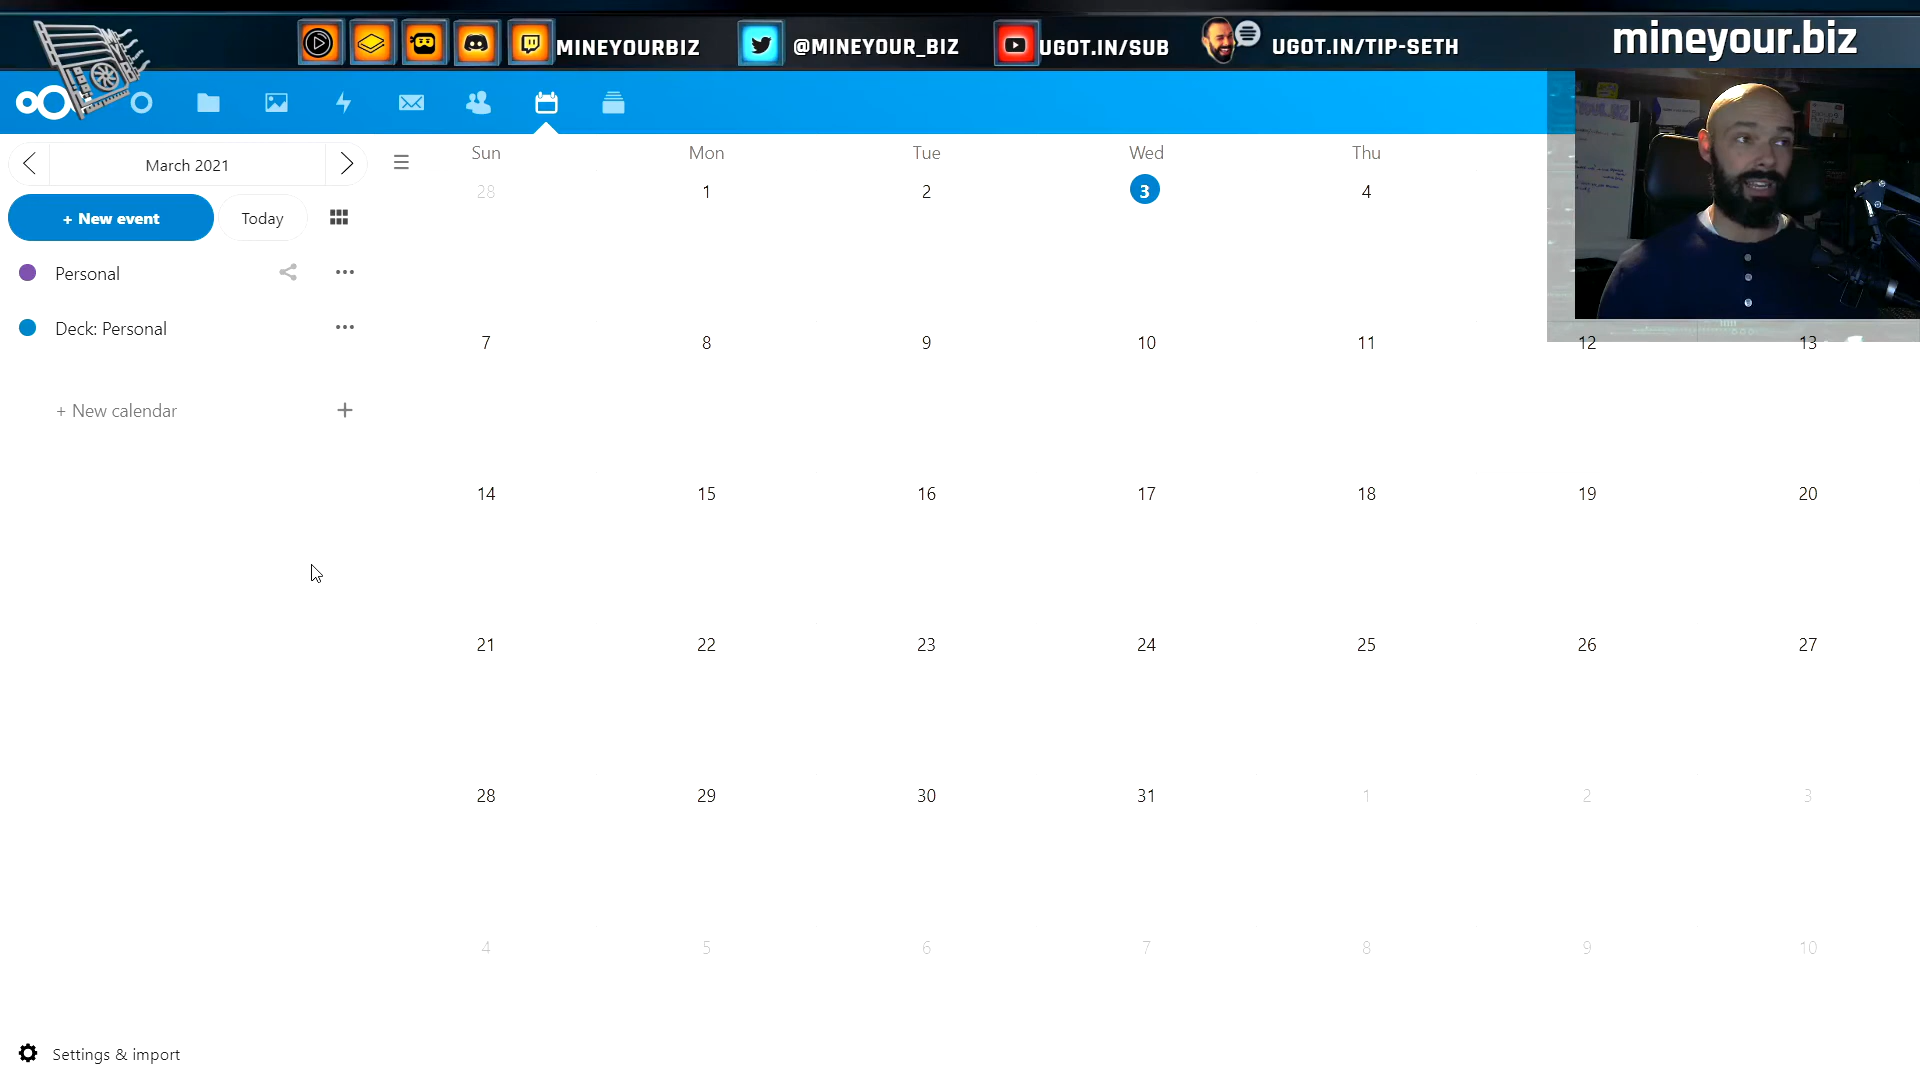 MINEYOURBIZ @MINEYOUR_BIZ UGOT.IN/SUB UGOT.IN/TIP-SETH mineyour.biz
March 2021
+ New event Today
Personal
Deck: Personal
+ New calendar
Settings & import
Sun Mon Tue Wed Thu
28 1 2 3 4
7 8 9 10 11 12 13
14 15 16 17 18 19 20
21 22 23 24 25 26 27
28 29 30 31 1 2 3
4 5 6 7 8 9 10